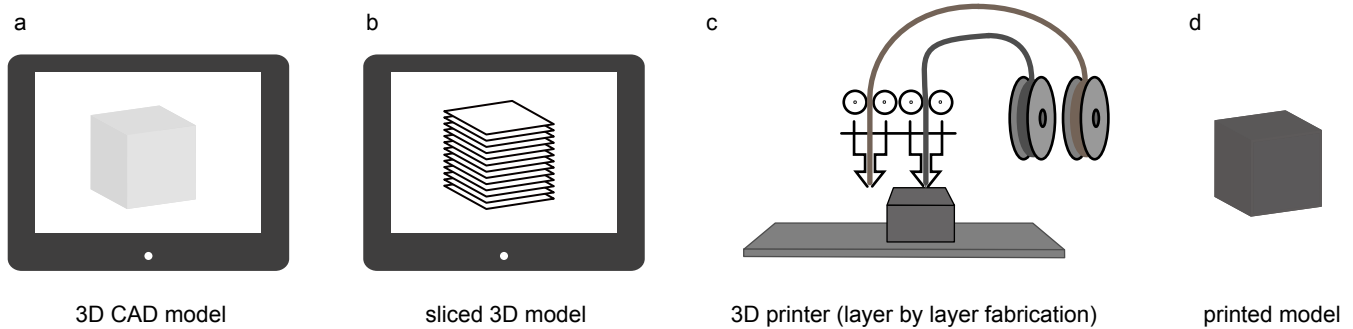 a
b
c
d
3D CAD model
sliced 3D model
3D printer (layer by layer fabrication)
printed model